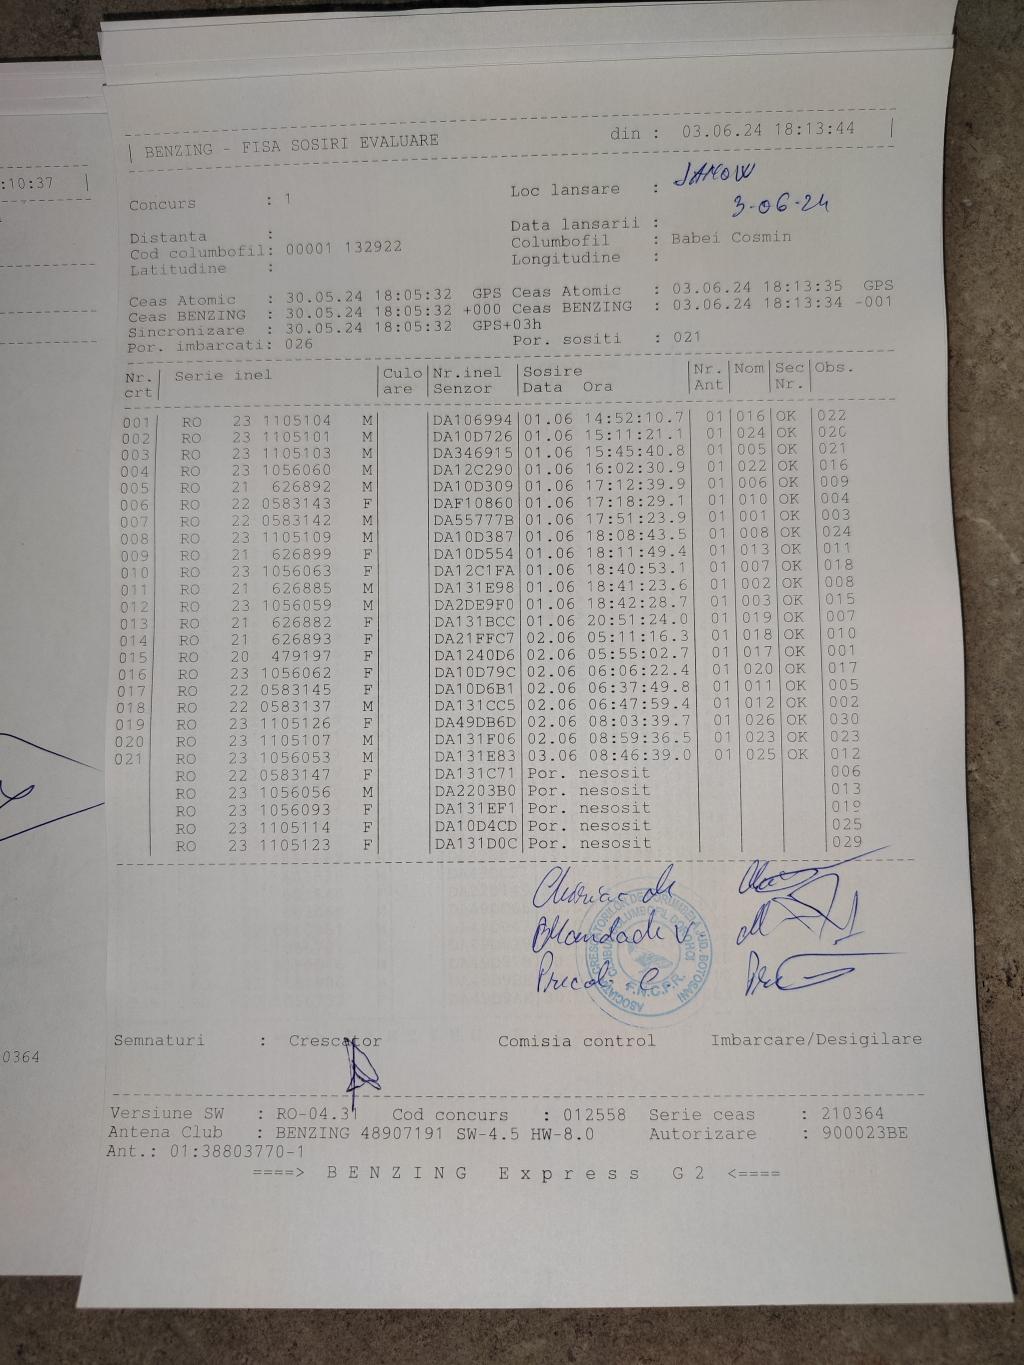 :10:37 |
| BENZING - FISA SOSIRI EVALUARE din : 03.06.24 18:13:44 |
Concurs : 1 Loc lansare : JANOW
Distanta : Data lansarii : 3-06-24
Cod columbofil: 00001 132922 Columbofil : Babei Cosmin
Latitudine : Longitudine :
Ceas Atomic : 30.05.24 18:05:32 GPS Ceas Atomic : 03.06.24 18:13:35 GPS
Ceas BENZING : 30.05.24 18:05:32 +000 Ceas BENZING : 03.06.24 18:13:34 -001
Sincronizare : 30.05.24 18:05:32 GPS+03h
Por. imbarcati: 026 Por. sositi : 021
Nr. crt | Serie inel | Culo are | Nr.inel Senzor | Sosire Data Ora | Nr. Ant | Nom | Sec Nr. | Obs.
001 RO 23 1105104 M DA106994 01.06 14:52:10.7 01 016 OK 022
002 RO 23 1105101 M DA10D726 01.06 15:11:21.1 01 024 OK 020
003 RO 23 1105103 M DA346915 01.06 15:45:40.8 01 005 OK 021
004 RO 23 1056060 M DA12C290 01.06 16:02:30.9 01 022 OK 016
005 RO 21 626892 M DA10D309 01.06 17:12:39.9 01 006 OK 009
006 RO 22 0583143 F DAF10860 01.06 17:18:29.1 01 010 OK 004
007 RO 22 0583142 M DA55777B 01.06 17:51:23.9 01 001 OK 003
008 RO 23 1105109 M DA10D387 01.06 18:08:43.5 01 008 OK 024
009 RO 21 626899 F DA10D554 01.06 18:11:49.4 01 013 OK 011
010 RO 23 1056063 F DA12C1FA 01.06 18:40:53.1 01 007 OK 018
011 RO 21 626885 M DA131E98 01.06 18:41:23.6 01 002 OK 008
012 RO 23 1056059 M DA2DE9F0 01.06 18:42:28.7 01 003 OK 015
013 RO 21 626882 F DA131BCC 01.06 20:51:24.0 01 019 OK 007
014 RO 21 626893 F DA21FFC7 02.06 05:11:16.3 01 018 OK 010
015 RO 20 479197 F DA1240D6 02.06 05:55:02.7 01 017 OK 001
016 RO 23 1056062 F DA10D79C 02.06 06:06:22.4 01 020 OK 017
017 RO 22 0583145 F DA10D6B1 02.06 06:37:49.8 01 011 OK 005
018 RO 22 0583137 M DA131CC5 02.06 06:47:59.4 01 012 OK 002
019 RO 23 1105126 F DA49DB6D 02.06 08:03:39.7 01 026 OK 030
020 RO 23 1105107 M DA131F06 02.06 08:59:36.5 01 023 OK 023
021 RO 23 1056053 M DA131E83 03.06 08:46:39.0 01 025 OK 012
RO 22 0583147 F DA131C71 Por. nesosit 006
RO 23 1056056 M DA2203B0 Por. nesosit 013
RO 23 1056093 F DA131EF1 Por. nesosit 019
RO 23 1105114 F DA10D4CD Por. nesosit 025
RO 23 1105123 F DA131D0C Por. nesosit 029
F.N.C.F.R.
Semnaturi : Crescator Comisia control Imbarcare/Desigilare
0364
Versiune SW : RO-04.31 Cod concurs : 012558 Serie ceas : 210364
Antena Club : BENZING 48907191 SW-4.5 HW-8.0 Autorizare : 900023BE
Ant.: 01:38803770-1
====> BENZING Express G2 <====